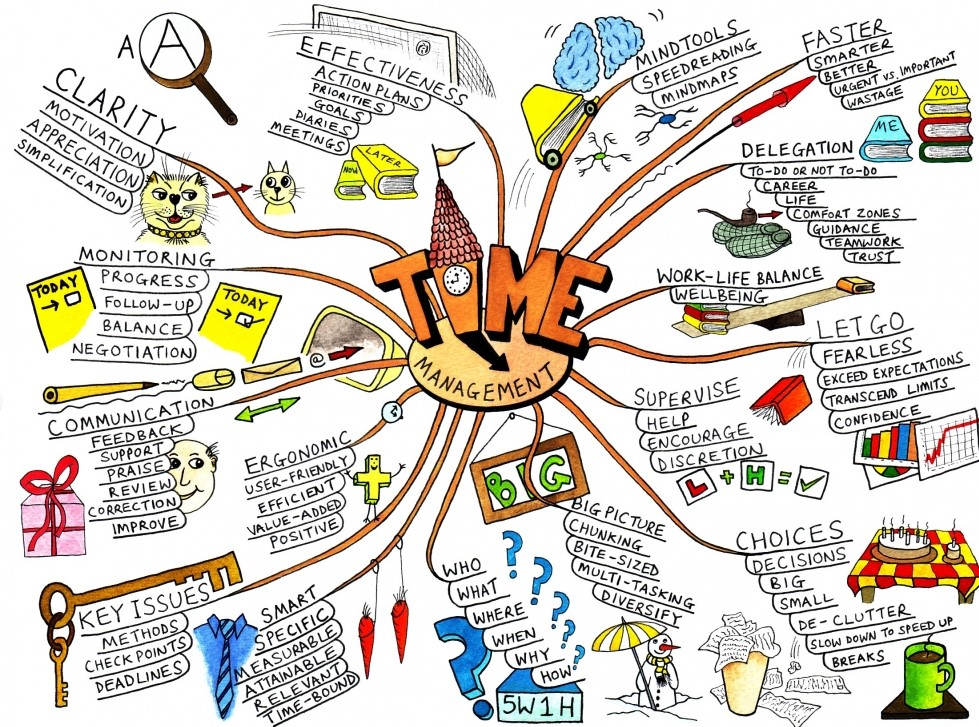 TIME
MANAGEMENT
A
A
CLARITY
MOTIVATION
APPRECIATION
SIMPLIFICATION
EFFECTIVENESS
ACTION PLANS
PRIORITIES
GOALS
DIARIES
MEETINGS
NOW
LATER
@
MINDTOOLS
SPEEDREADING
MINDMAPS
FASTER
SMARTER
BETTER
URGENT VS. IMPORTANT
WASTAGE
YOU
ME
DELEGATION
TO-DO OR NOT TO-DO
CAREER
LIFE
COMFORT ZONES
GUIDANCE
TEAMWORK
TRUST
WORK-LIFE BALANCE
WELLBEING
LET GO
FEARLESS
EXCEED EXPECTATIONS
TRANSCEND LIMITS
CONFIDENCE
SUPERVISE
HELP
ENCOURAGE
DISCRETION
L + H =
CHOICES
DECISIONS
BIG
SMALL
DE-CLUTTER
SLOW DOWN TO SPEED UP
BREAKS
BIG
BIG PICTURE
CHUNKING
BITE-SIZED
MULTI-TASKING
DIVERSIFY
WHO
WHAT
WHERE
WHEN
WHY
HOW
5W1H
SMART
SPECIFIC
MEASURABLE
ATTAINABLE
RELEVANT
TIME-BOUND
KEY ISSUES
METHODS
CHECK POINTS
DEADLINES
ERGONOMIC
USER-FRIENDLY
EFFICIENT
VALUE-ADDED
POSITIVE
COMMUNICATION
FEEDBACK
SUPPORT
PRAISE
REVIEW
CORRECTION
IMPROVE
@
MONITORING
PROGRESS
FOLLOW-UP
BALANCE
NEGOTIATION
TODAY
TODAY